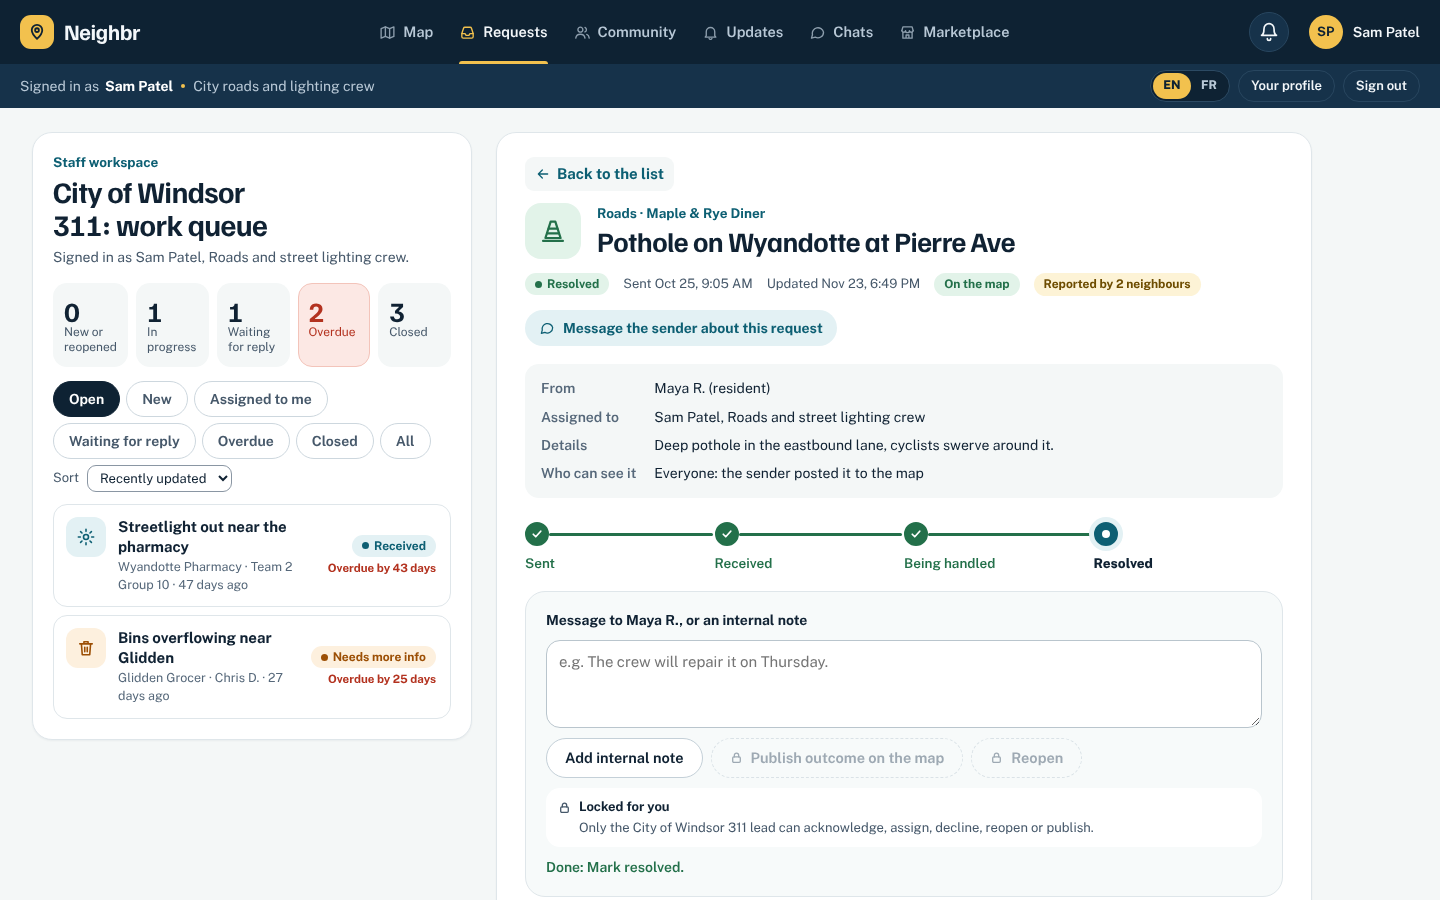 Neighbr
Map
Requests
Community
Updates
Chats
Marketplace
SP
Sam Patel
Signed in as Sam Patel • City roads and lighting crew
EN
FR
Your profile
Sign out
Staff workspace
City of Windsor
311: work queue
Signed in as Sam Patel, Roads and street lighting crew.
0
New or
reopened
1
In
progress
1
Waiting
for reply
2
Overdue
3
Closed
Open
New
Assigned to me
Waiting for reply
Overdue
Closed
All
Sort
Recently updated
Streetlight out near the
pharmacy
Wyandotte Pharmacy · Team 2
Group 10 · 47 days ago
Received
Overdue by 43 days
Bins overflowing near
Glidden
Glidden Grocer · Chris D. · 27
days ago
Needs more info
Overdue by 25 days
← Back to the list
Roads · Maple & Rye Diner
Pothole on Wyandotte at Pierre Ave
Resolved
Sent Oct 25, 9:05 AM
Updated Nov 23, 6:49 PM
On the map
Reported by 2 neighbours
Message the sender about this request
From
Maya R. (resident)
Assigned to
Sam Patel, Roads and street lighting crew
Details
Deep pothole in the eastbound lane, cyclists swerve around it.
Who can see it
Everyone: the sender posted it to the map
Sent
Received
Being handled
Resolved
Message to Maya R., or an internal note
e.g. The crew will repair it on Thursday.
Add internal note
Publish outcome on the map
Reopen
Locked for you
Only the City of Windsor 311 lead can acknowledge, assign, decline, reopen or publish.
Done: Mark resolved.